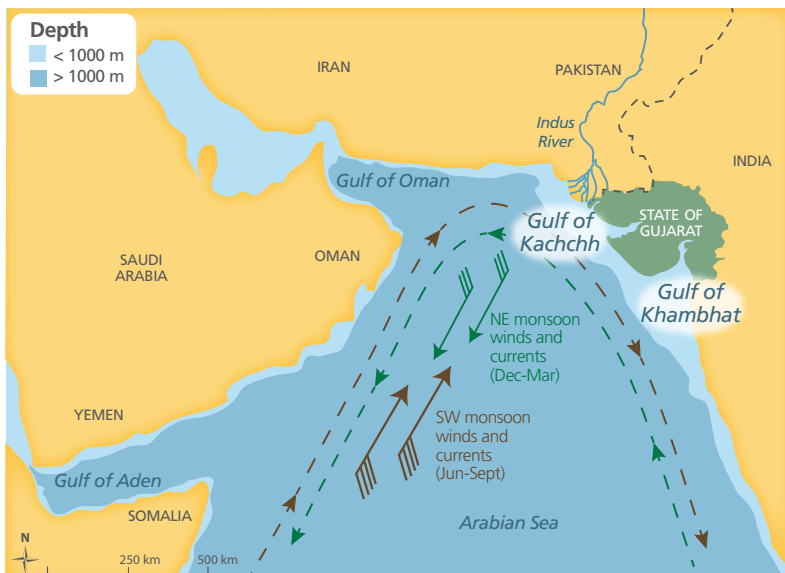 Depth
< 1000 m
> 1000 m
IRAN
PAKISTAN
Indus
River
INDIA
Gulf of Oman
STATE OF
GUJARAT
Gulf of
Kachchh
SAUDI
ARABIA
OMAN
Gulf of
Khambhat
NE monsoon
winds and
currents
(Dec-Mar)
YEMEN
SW monsoon
winds and
currents
(Jun-Sept)
Gulf of Aden
SOMALIA
Arabian Sea
N
250 km
500 km